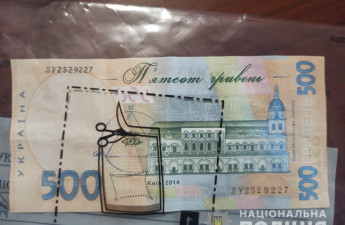 500
П'ятсот гривень
УКРАЇНА
ЛУ2529227
500
Київ 2014
ЛУ2529227
500
НАЦІОНАЛЬНА
ПОЛІЦІЯ